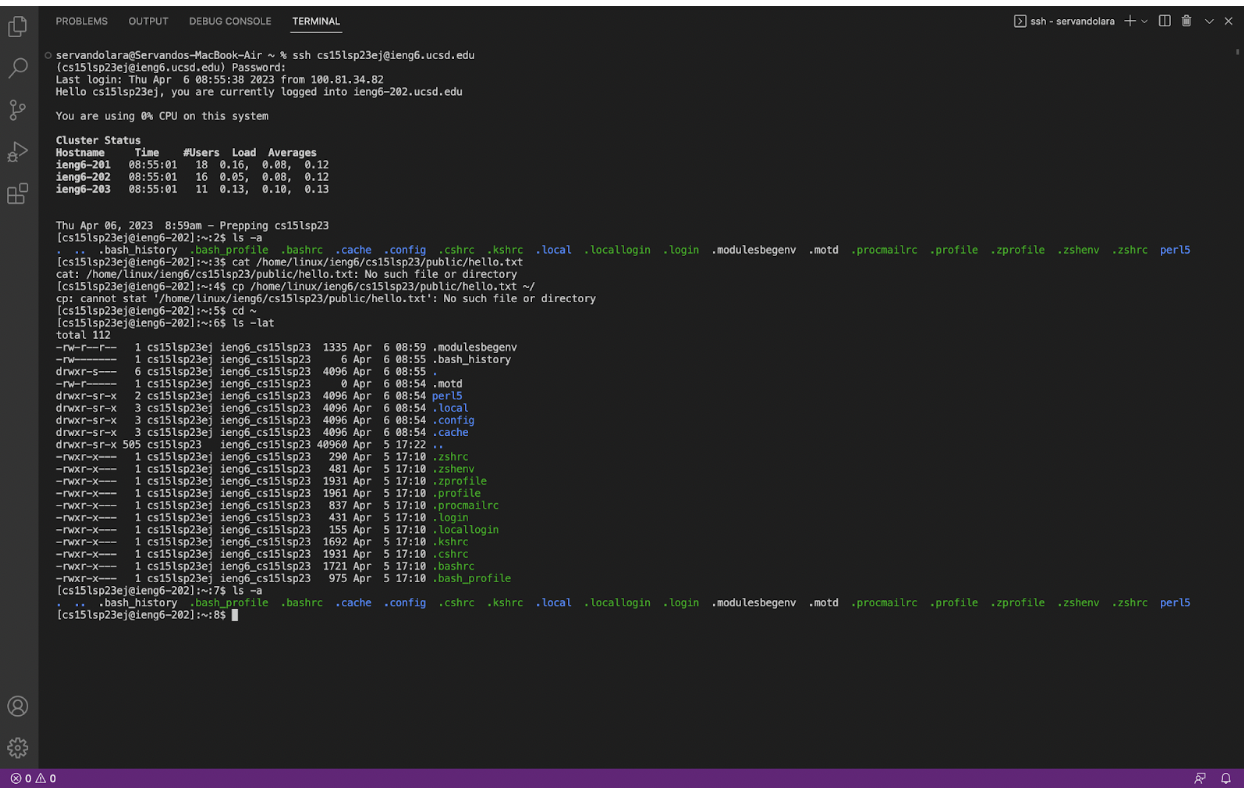 PROBLEMS OUTPUT DEBUG CONSOLE TERMINAL ssh - servandolara
servandolara@Servandos-MacBook-Air ~ % ssh cs15lsp23ej@ieng6.ucsd.edu
(cs15lsp23ej@ieng6.ucsd.edu) Password:
Last login: Thu Apr  6 08:55:38 2023 from 100.81.34.82
Hello cs15lsp23ej, you are currently logged into ieng6-202.ucsd.edu
You are using 0% CPU on this system
Cluster Status
Hostname     Time    #Users  Load  Averages
ieng6-201   08:55:01   18  0.16,  0.08,  0.12
ieng6-202   08:55:01   16  0.05,  0.08,  0.12
ieng6-203   08:55:01   11  0.13,  0.10,  0.13
Thu Apr 06, 2023  8:59am - Prepping cs15lsp23
[cs15lsp23ej@ieng6-202]:~:2$ ls -a
.  ..  .bash_history  .bash_profile  .bashrc  .cache  .config  .cshrc  .kshrc  .local  .locallogin  .login  .modulesbegenv  .motd  .procmailrc  .profile  .zprofile  .zshenv  .zshrc  perl5
[cs15lsp23ej@ieng6-202]:~:3$ cat /home/linux/ieng6/cs15lsp23/public/hello.txt
cat: /home/linux/ieng6/cs15lsp23/public/hello.txt: No such file or directory
[cs15lsp23ej@ieng6-202]:~:4$ cp /home/linux/ieng6/cs15lsp23/public/hello.txt ~/
cp: cannot stat '/home/linux/ieng6/cs15lsp23/public/hello.txt': No such file or directory
[cs15lsp23ej@ieng6-202]:~:5$ cd ~
[cs15lsp23ej@ieng6-202]:~:6$ ls -lat
total 112
-rw-r--r--   1 cs15lsp23ej ieng6_cs15lsp23  1335 Apr  6 08:59 .modulesbegenv
-rw-------   1 cs15lsp23ej ieng6_cs15lsp23     6 Apr  6 08:55 .bash_history
drwxr-s---   6 cs15lsp23ej ieng6_cs15lsp23  4096 Apr  6 08:55 .
-rw-r-----   1 cs15lsp23ej ieng6_cs15lsp23     0 Apr  6 08:54 .motd
drwxr-sr-x   2 cs15lsp23ej ieng6_cs15lsp23  4096 Apr  6 08:54 perl5
drwxr-sr-x   3 cs15lsp23ej ieng6_cs15lsp23  4096 Apr  6 08:54 .local
drwxr-sr-x   3 cs15lsp23ej ieng6_cs15lsp23  4096 Apr  6 08:54 .config
drwxr-sr-x   3 cs15lsp23ej ieng6_cs15lsp23  4096 Apr  6 08:54 .cache
drwxr-sr-x 505 cs15lsp23   ieng6_cs15lsp23 40960 Apr  5 17:22 ..
-rwxr-x---   1 cs15lsp23ej ieng6_cs15lsp23   290 Apr  5 17:10 .zshrc
-rwxr-x---   1 cs15lsp23ej ieng6_cs15lsp23   481 Apr  5 17:10 .zshenv
-rwxr-x---   1 cs15lsp23ej ieng6_cs15lsp23  1931 Apr  5 17:10 .zprofile
-rwxr-x---   1 cs15lsp23ej ieng6_cs15lsp23  1961 Apr  5 17:10 .profile
-rwxr-x---   1 cs15lsp23ej ieng6_cs15lsp23   837 Apr  5 17:10 .procmailrc
-rwxr-x---   1 cs15lsp23ej ieng6_cs15lsp23   431 Apr  5 17:10 .login
-rwxr-x---   1 cs15lsp23ej ieng6_cs15lsp23   155 Apr  5 17:10 .locallogin
-rwxr-x---   1 cs15lsp23ej ieng6_cs15lsp23  1692 Apr  5 17:10 .kshrc
-rwxr-x---   1 cs15lsp23ej ieng6_cs15lsp23  1931 Apr  5 17:10 .cshrc
-rwxr-x---   1 cs15lsp23ej ieng6_cs15lsp23  1721 Apr  5 17:10 .bashrc
-rwxr-x---   1 cs15lsp23ej ieng6_cs15lsp23   975 Apr  5 17:10 .bash_profile
[cs15lsp23ej@ieng6-202]:~:7$ ls -a
.  ..  .bash_history  .bash_profile  .bashrc  .cache  .config  .cshrc  .kshrc  .local  .locallogin  .login  .modulesbegenv  .motd  .procmailrc  .profile  .zprofile  .zshenv  .zshrc  perl5
[cs15lsp23ej@ieng6-202]:~:8$
0 0